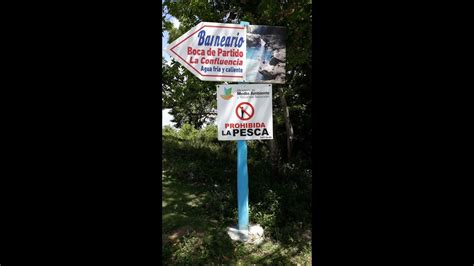 Balneario
Boca de Partido
La Confluencia
Agua fría y caliente
Medio Ambiente
PROHIBIDA
LA PESCA